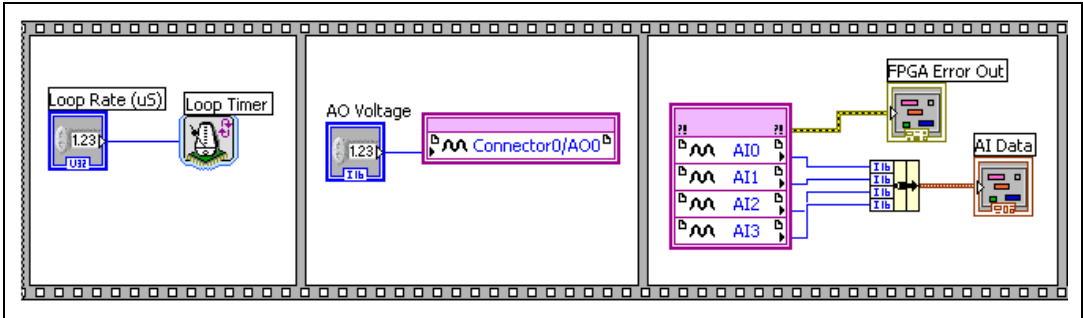 Loop Rate (uS)
1.23
U32
Loop Timer
AO Voltage
1.23
I16
Connector0/AO0
FPGA Error Out
?! ?!
AI0
AI1
AI2
AI3
I16
I16
I16
I16
AI Data